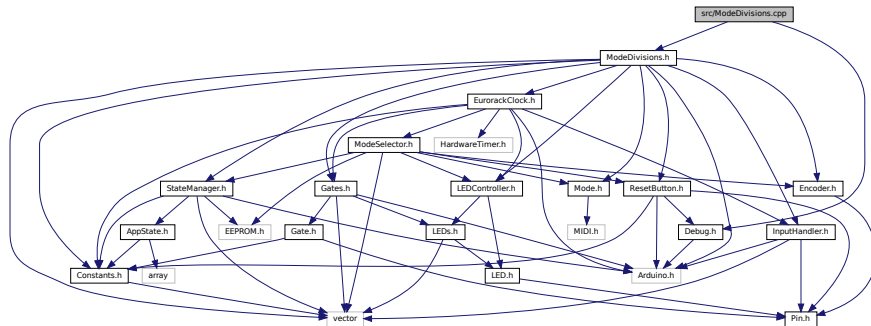 src/ModeDivisions.cpp
ModeDivisions.h
EurorackClock.h
ModeSelector.h
HardwareTimer.h
StateManager.h
Gates.h
LEDController.h
Mode.h
ResetButton.h
Encoder.h
AppState.h
EEPROM.h
Gate.h
LEDs.h
MIDI.h
Debug.h
InputHandler.h
Constants.h
array
LED.h
Arduino.h
vector
Pin.h